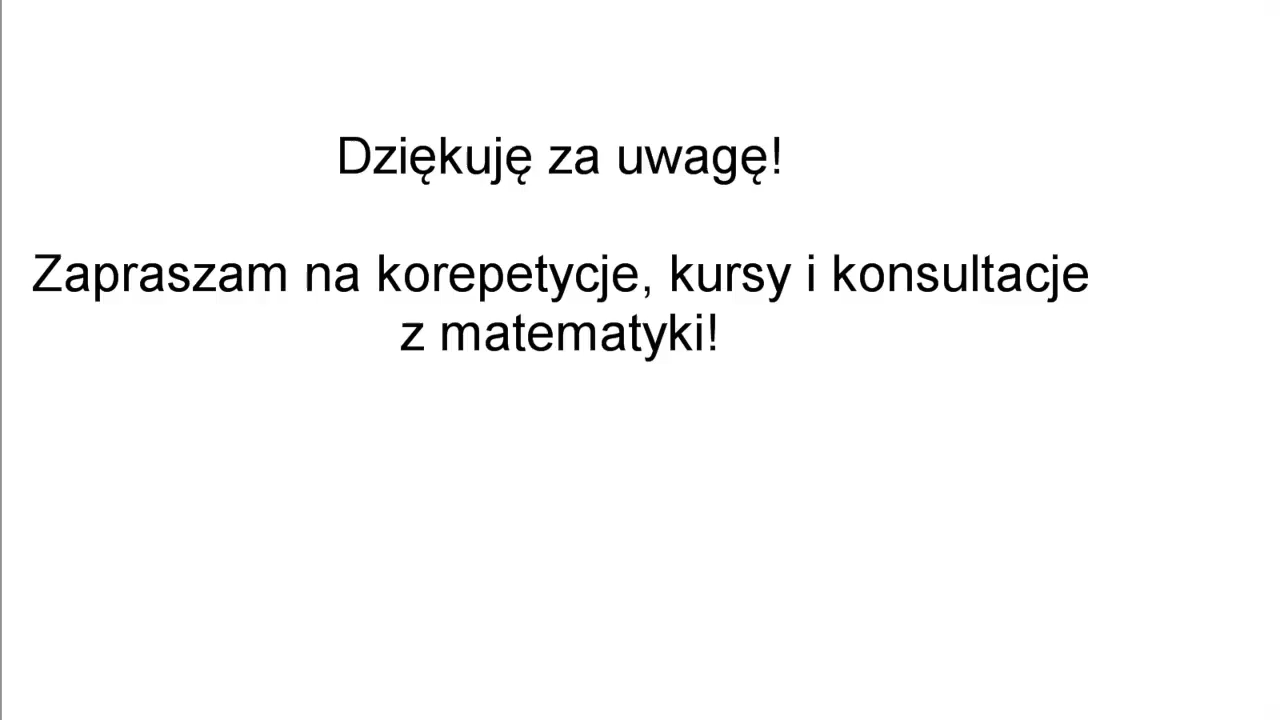 Dziękuję za uwagę!
Zapraszam na korepetycje, kursy i konsultacje
z matematyki!